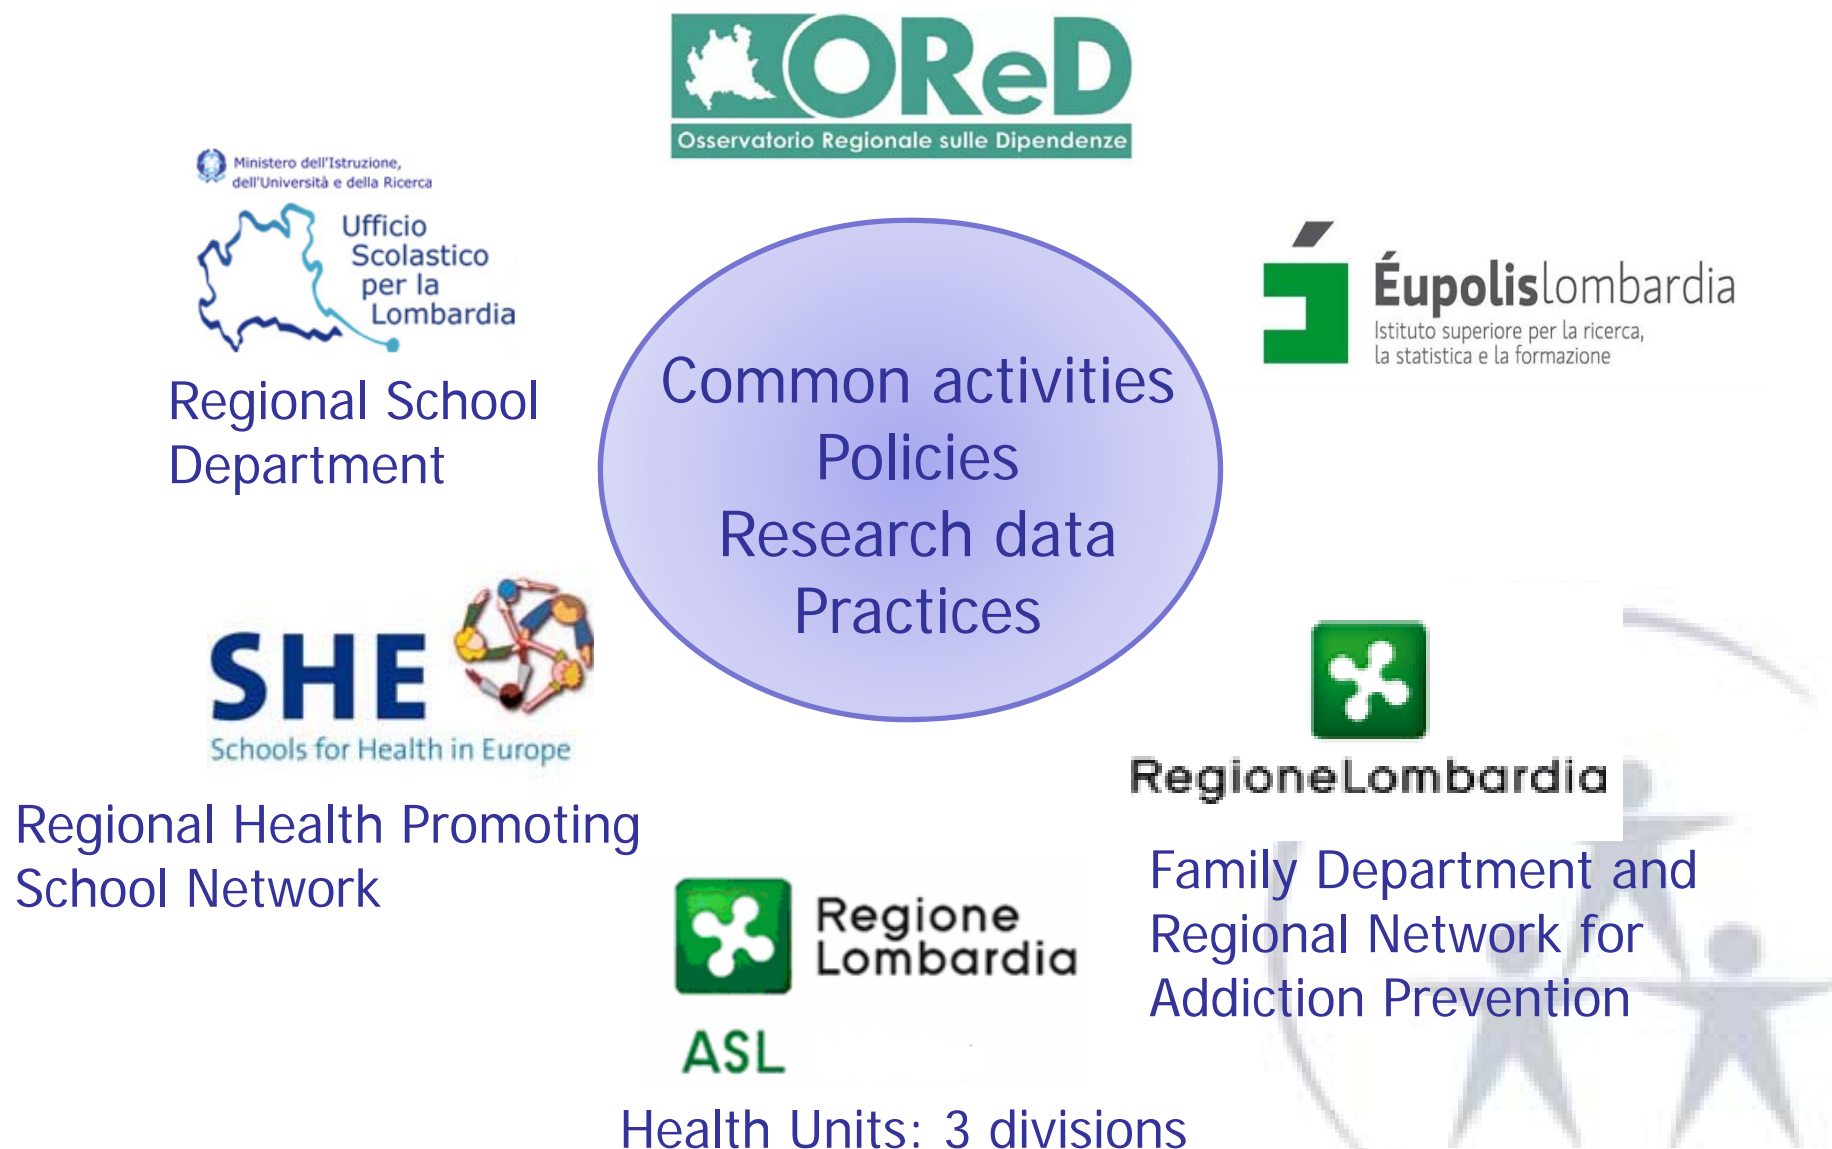 OReD
Osservatorio Regionale sulle Dipendenze
Ministero dell'Istruzione,
dell'Università e della Ricerca
Ufficio
Scolastico
per la
Lombardia
Regional School
Department
Éupolislombardia
Istituto superiore per la ricerca,
la statistica e la formazione
Common activities
Policies
Research data
Practices
SHE
Schools for Health in Europe
Regional Health Promoting
School Network
RegioneLombardia
Family Department and
Regional Network for
Addiction Prevention
Regione
Lombardia
ASL
Health Units: 3 divisions